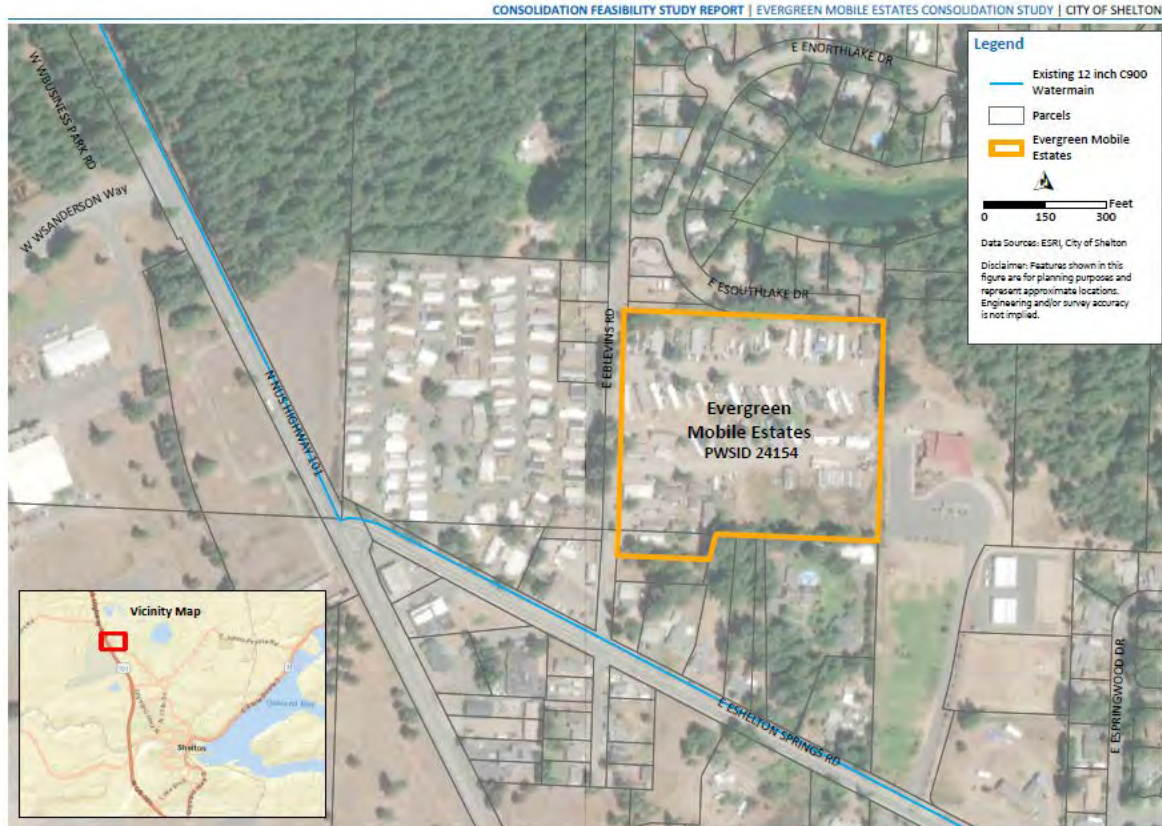 CONSOLIDATION FEASIBILITY STUDY REPORT | EVERGREEN MOBILE ESTATES CONSOLIDATION STUDY | CITY OF SHELTON
Legend
Existing 12 inch C900
Watermain
Parcels
Evergreen Mobile
Estates
Feet
0 150 300
Data Sources: ESRI, City of Shelton
Disclaimer: Features shown in this
figure are for planning purposes and
represent approximate locations.
Engineering and/or survey accuracy
is not implied.
E ENORTHLAKE DR
W WBUSINESS PARK RD
W WSANDERSON Way
E ESOUTHLAKE DR
E EBLEVINS RD
N NUS HIGHWAY 101
Evergreen
Mobile Estates
PWSID 24154
E ESHELTON SPRINGS RD
E ESPRINGWOOD DR
Vicinity Map
101
Oakland Bay
Shelton